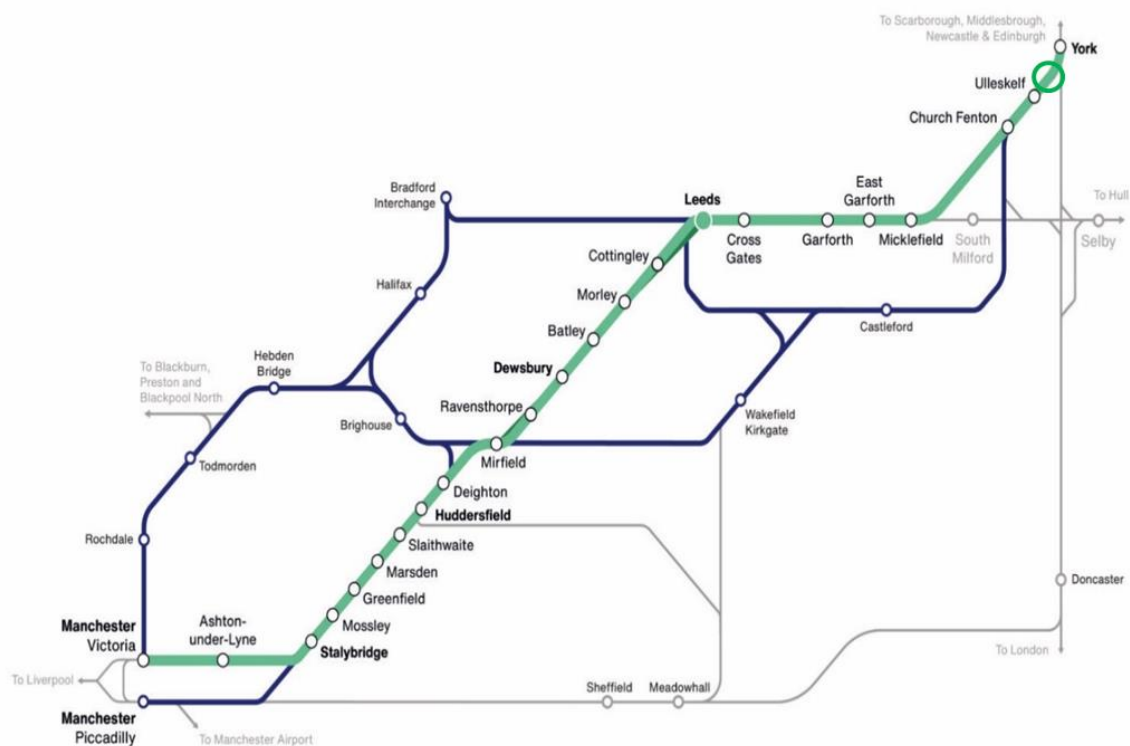 To Scarborough, Middlesbrough,
Newcastle & Edinburgh
York
Ulleskelf
Church Fenton
Bradford
Interchange
Leeds
East
Garforth
To Hull
Cross
Gates
Garforth
Micklefield
South
Milford
Selby
Cottingley
Halifax
Morley
Castleford
Batley
To Blackburn,
Preston and
Blackpool North
Hebden
Bridge
Dewsbury
Ravensthorpe
Brighouse
Wakefield
Kirkgate
Mirfield
Todmorden
Deighton
Huddersfield
Rochdale
Slaithwaite
Marsden
Doncaster
Greenfield
Manchester
Victoria
Ashton-
under-Lyne
Mossley
Stalybridge
To London
To Liverpool
Sheffield
Meadowhall
Manchester
Piccadilly
To Manchester Airport